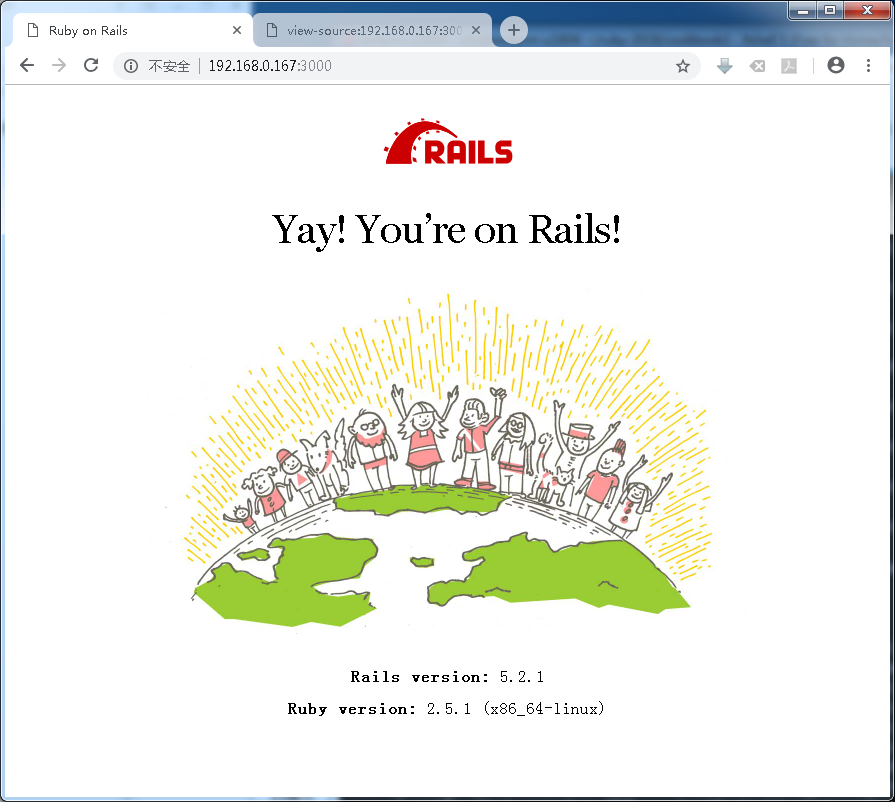 Ruby on Rails
view-source:192.168.0.167:300
不安全
192.168.0.167:3000
RAILS
Yay! You’re on Rails!
Rails version: 5.2.1
Ruby version: 2.5.1 (x86_64-linux)